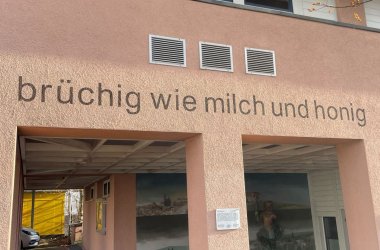 brüchig wie milch und honig